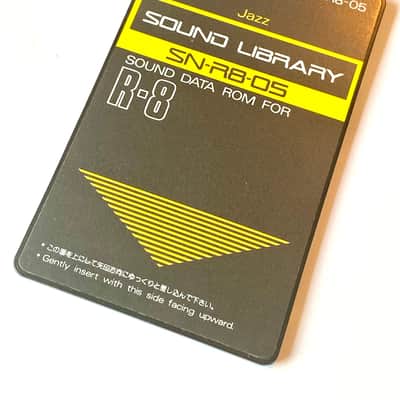 R8-05
Jazz
SOUND LIBRARY
SN-R8-05
SOUND DATA ROM FOR
R-8
* この面を上にして矢印方向にゆっくりと差し込んで下さい。
* Gently insert with this side facing upward.